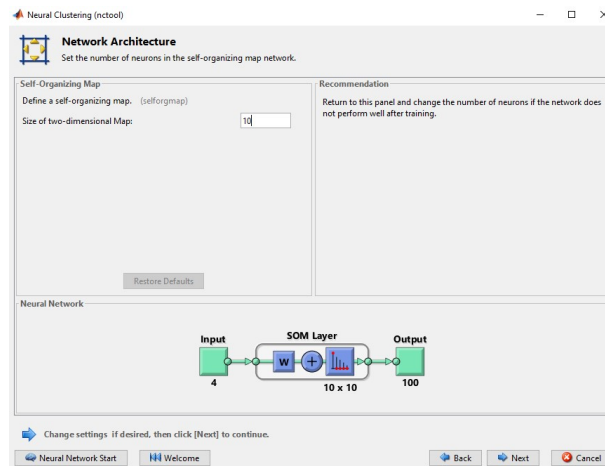 Neural Clustering (nctool)
Network Architecture
Set the number of neurons in the self-organizing map network.
Self-Organizing Map
Define a self-organizing map. (selforgmap)
Size of two-dimensional Map: 10
Restore Defaults
Recommendation
Return to this panel and change the number of neurons if the network does
not perform well after training.
Neural Network
Input
SOM Layer
Output
W
4
10 x 10
100
Change settings if desired, then click [Next] to continue.
Neural Network Start
Welcome
Back
Next
Cancel